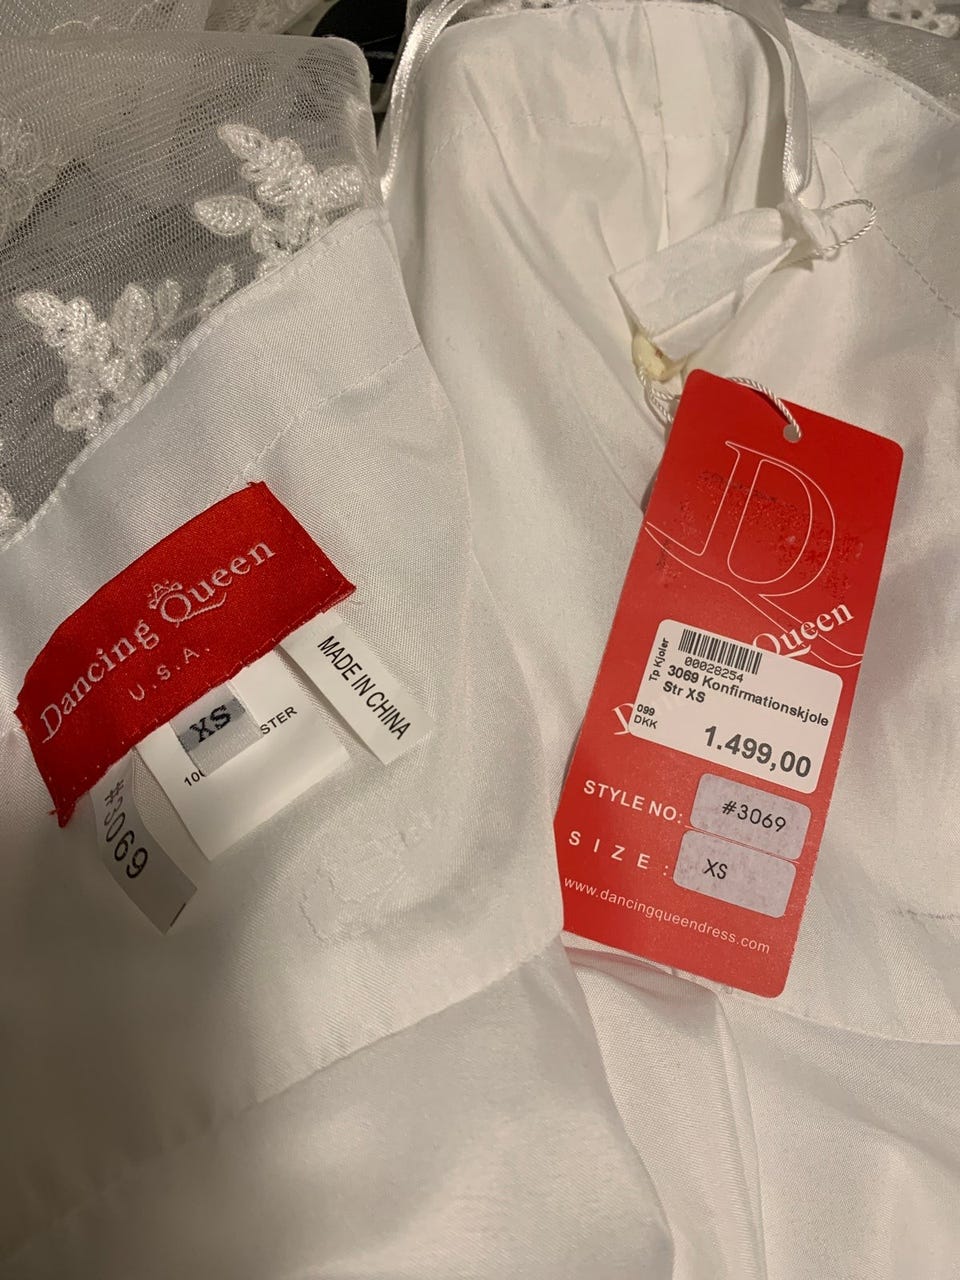 Dancing Queen
U.S.A.
XS
MADE IN CHINA
#3069
DQ
Queen
Tp Kjoler
00028254
3069 Konfirmationskjole
Str XS
099
DKK
1.499,00
STYLE NO:
#3069
SIZE:
XS
www.dancingqueendress.com